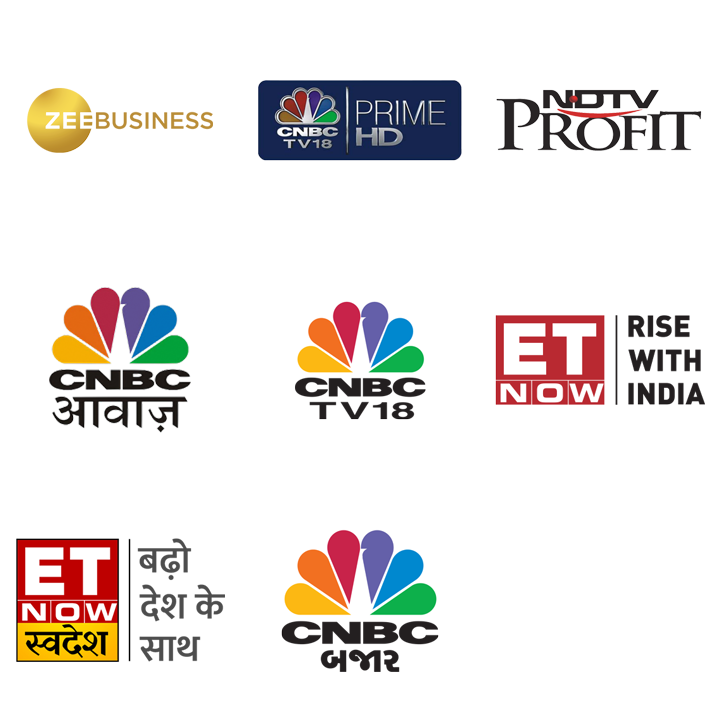 ZEEBUSINESS
CNBC
TV18
PRIME
HD
NDTV
PROFIT
CNBC
आवाज़
CNBC
TV18
ET
NOW
RISE
WITH
INDIA
ET
NOW
स्वदेश
बढ़ो
देश के
साथ
CNBC
બજાર